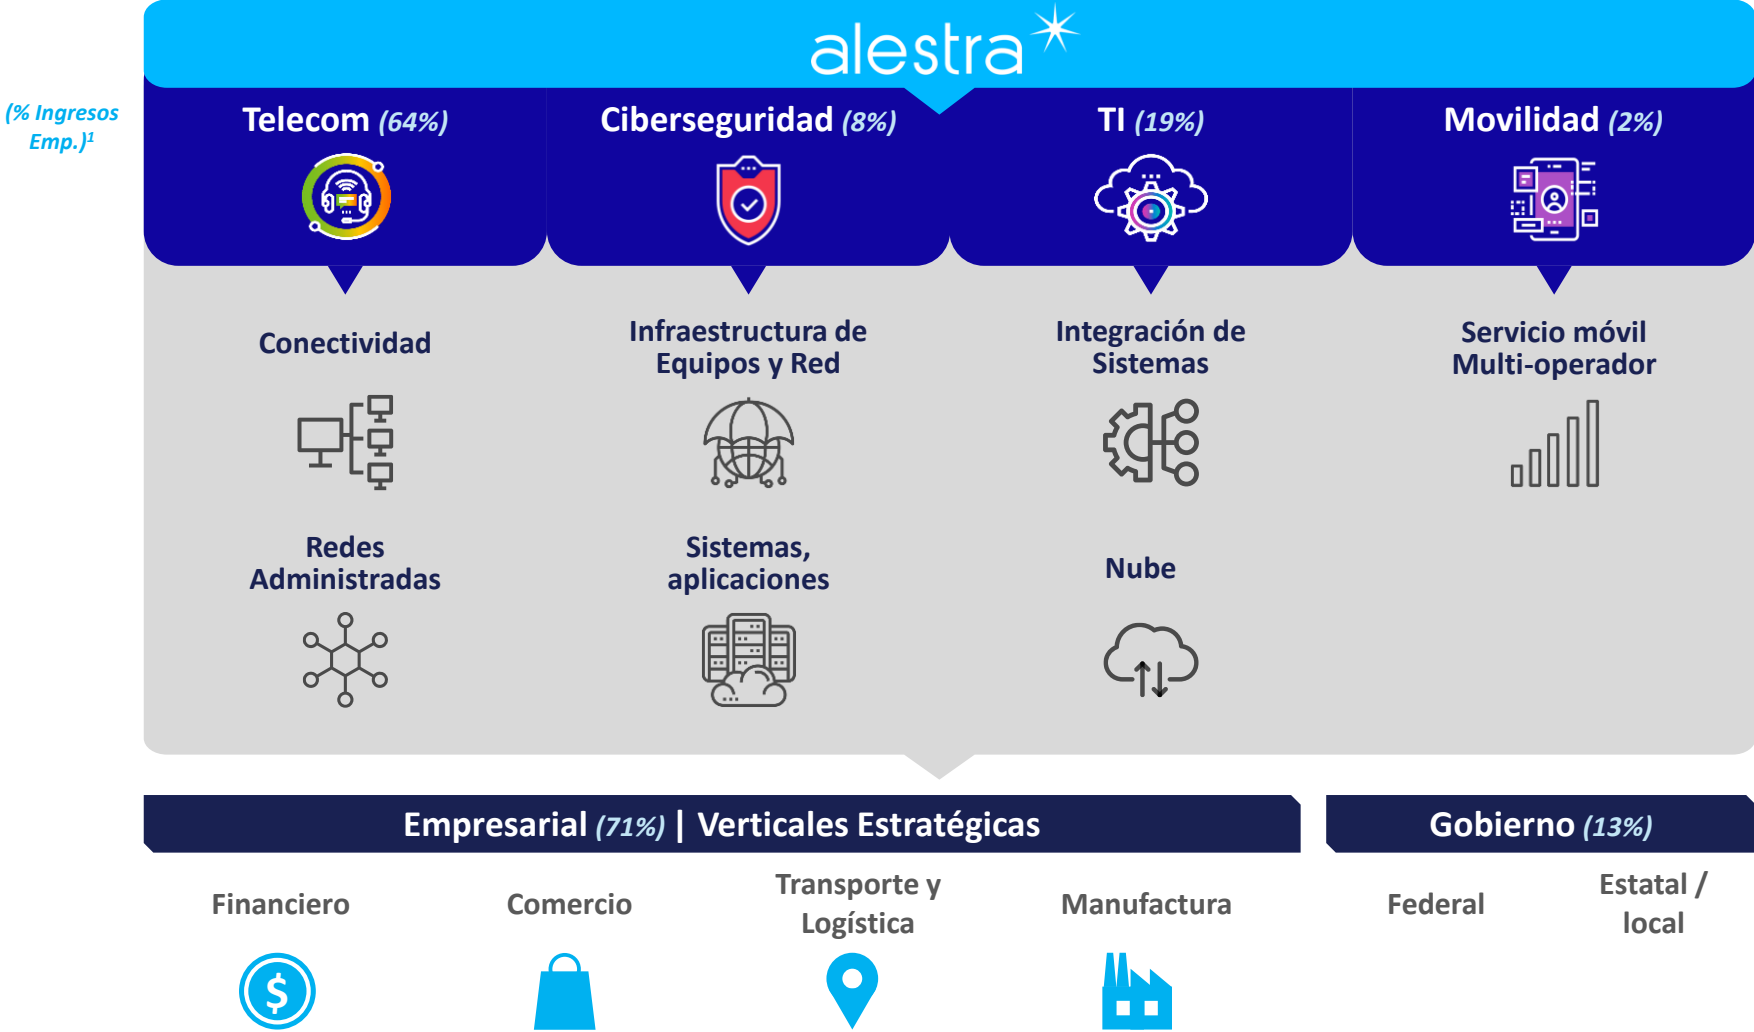 alestra
(% Ingresos
Emp.)1
Telecom (64%)
Ciberseguridad (8%)
TI (19%)
Movilidad (2%)
Conectividad
Infraestructura de
Equipos y Red
Integración de
Sistemas
Servicio móvil
Multi-operador
Redes
Administradas
Sistemas,
aplicaciones
Nube
Empresarial (71%) | Verticales Estratégicas
Gobierno (13%)
Financiero
Comercio
Transporte y
Logística
Manufactura
Federal
Estatal /
local
$